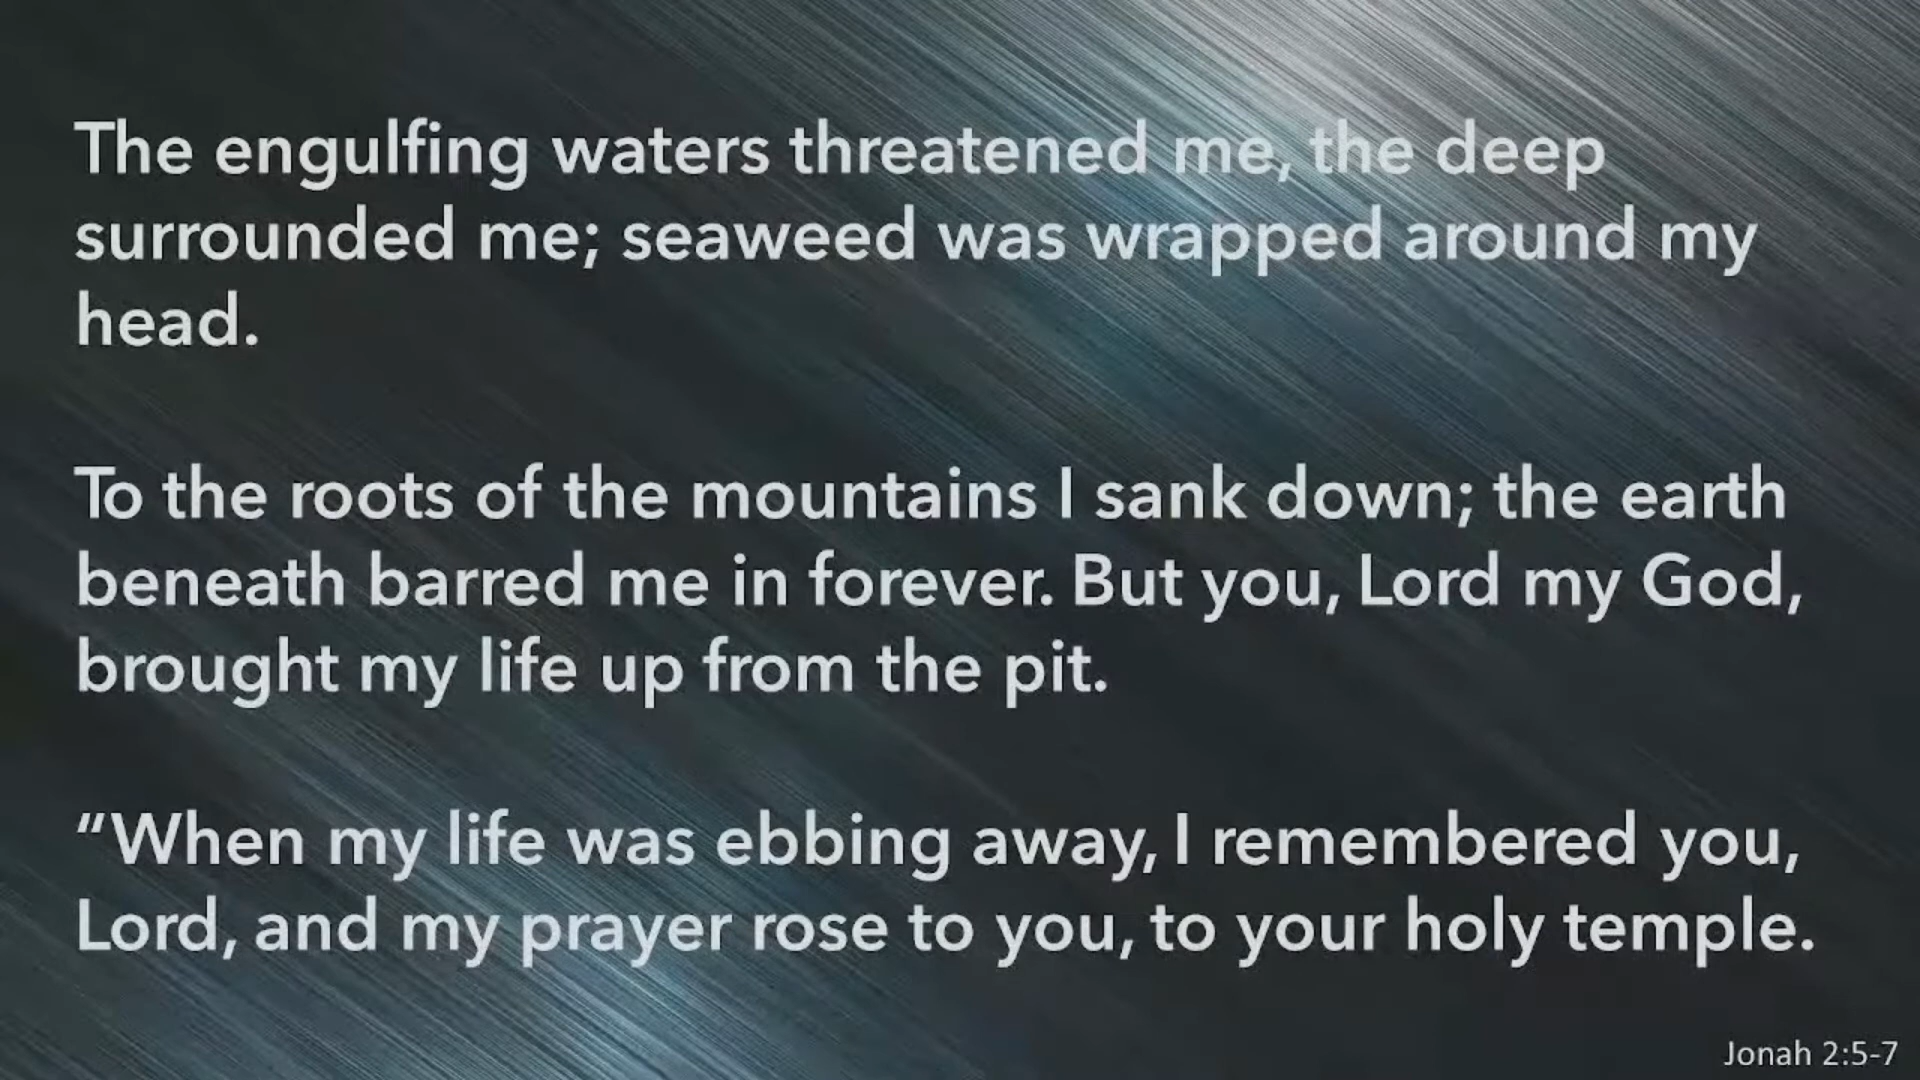 The engulfing waters threatened me, the deep
surrounded me; seaweed was wrapped around my
head.
To the roots of the mountains I sank down; the earth
beneath barred me in forever. But you, Lord my God,
brought my life up from the pit.
“When my life was ebbing away, I remembered you,
Lord, and my prayer rose to you, to your holy temple.
Jonah 2:5-7